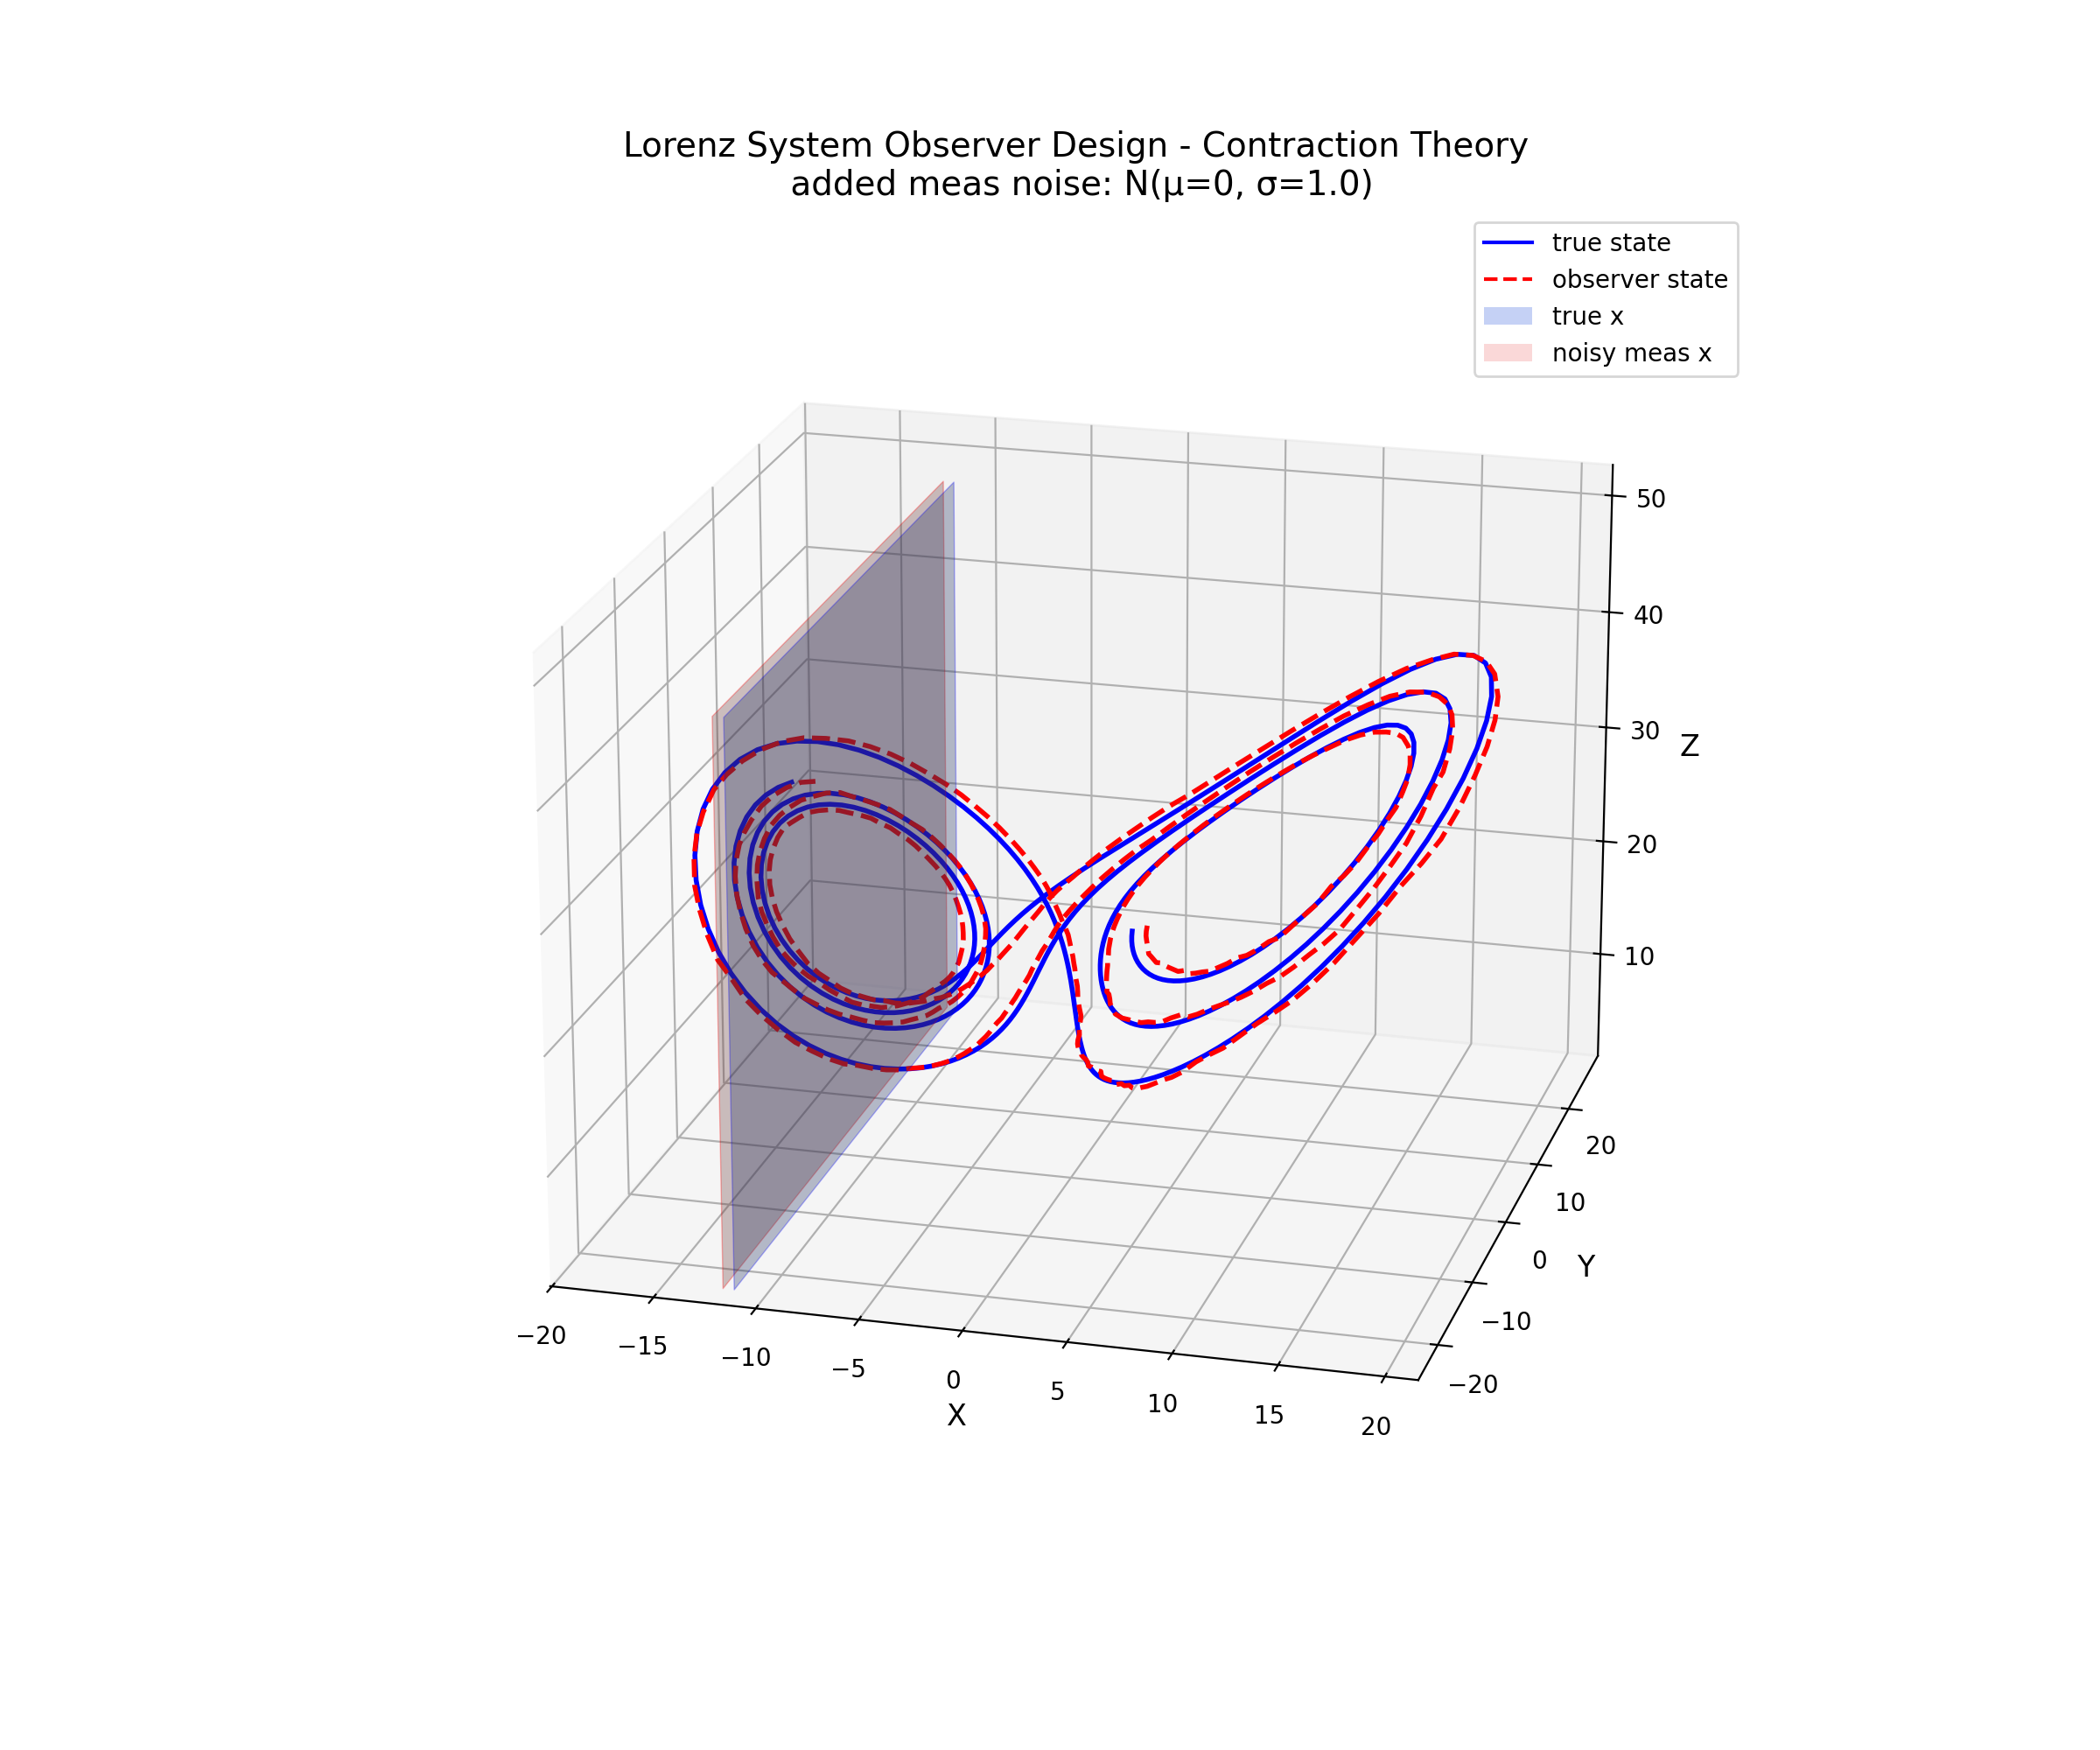 Lorenz System Observer Design - Contraction Theory
added meas noise: N(μ=0, σ=1.0)
true state
observer state
true x
noisy meas x
50
40
30
Z
20
10
20
10
0
Y
−10
−20
−20
−15
−10
−5
0
5
10
15
20
X